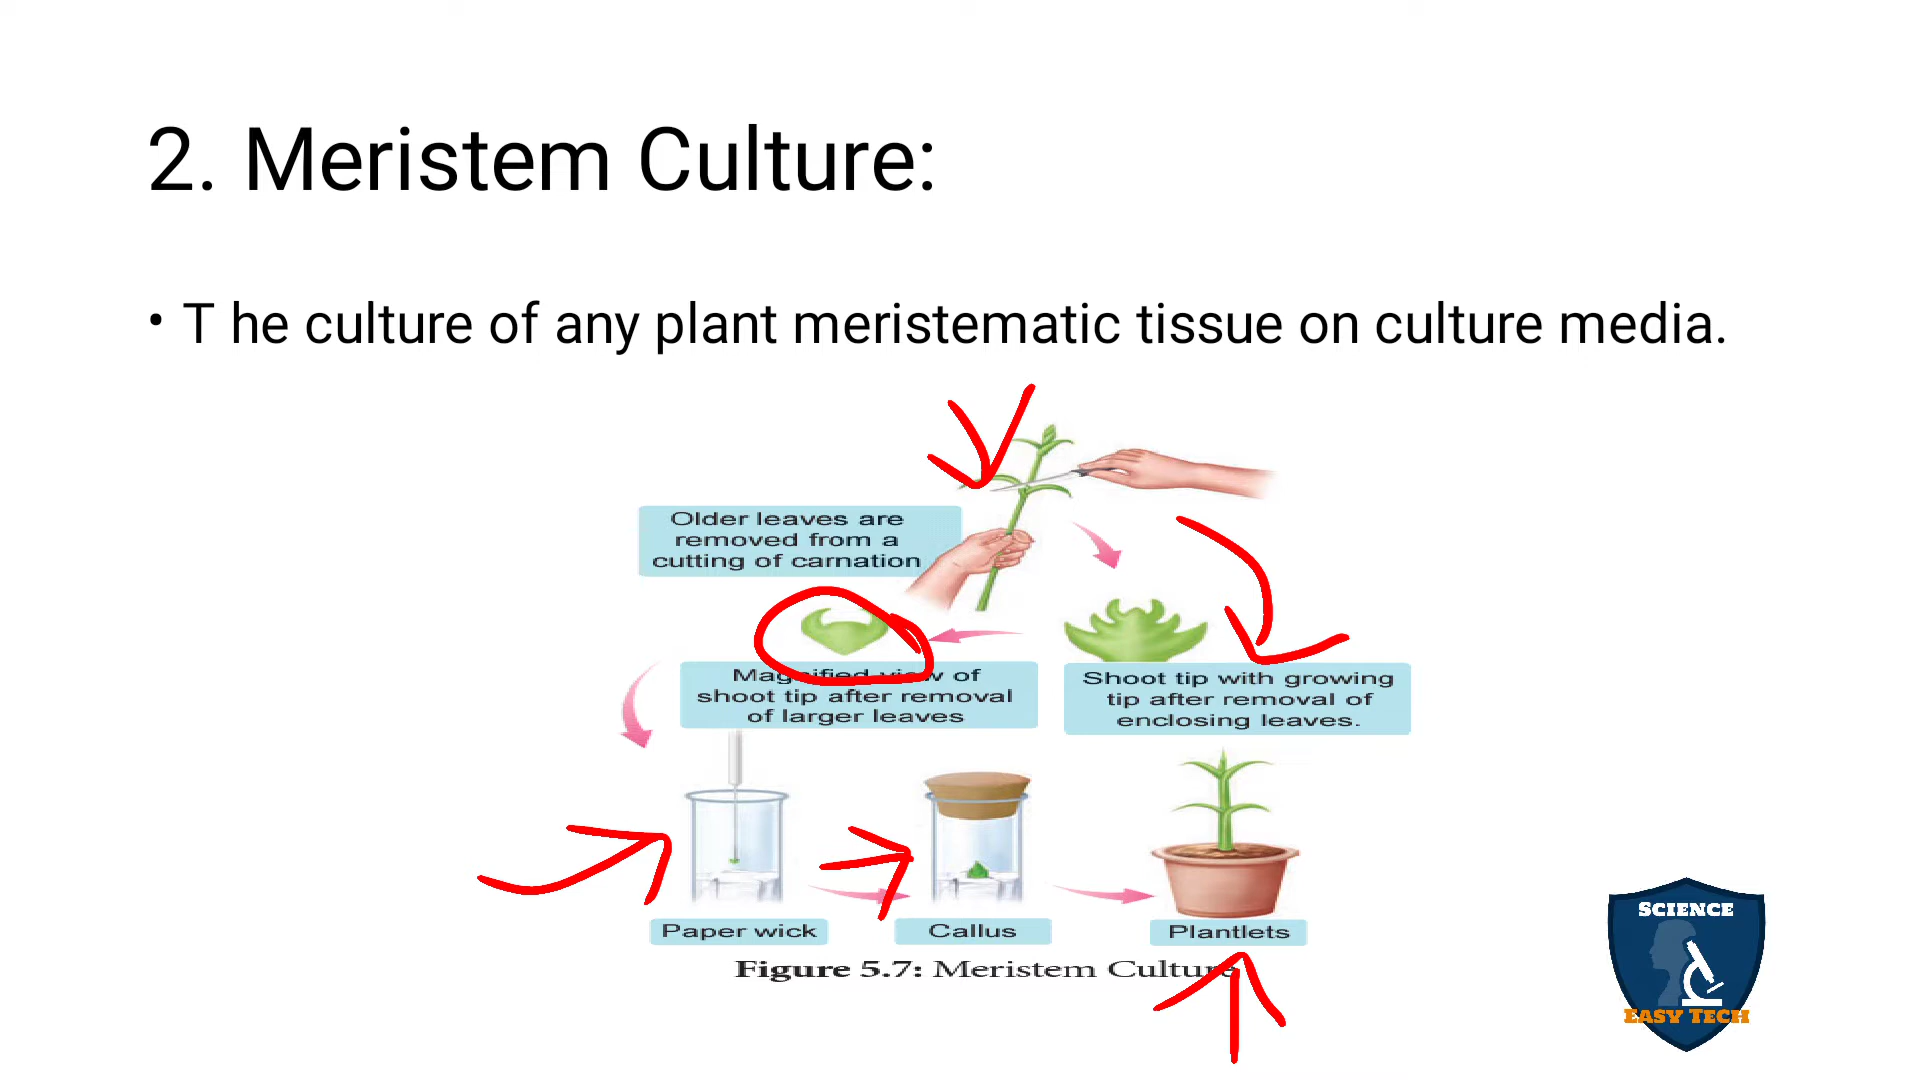 2. Meristem Culture:
• T he culture of any plant meristematic tissue on culture media.
Older leaves are
removed from a
cutting of carnation
Magnified view of
shoot tip after removal
of larger leaves
Shoot tip with growing
tip after removal of
enclosing leaves.
Paper wick
Callus
Plantlets
Figure 5.7: Meristem Culture
SCIENCE
EASY TECH